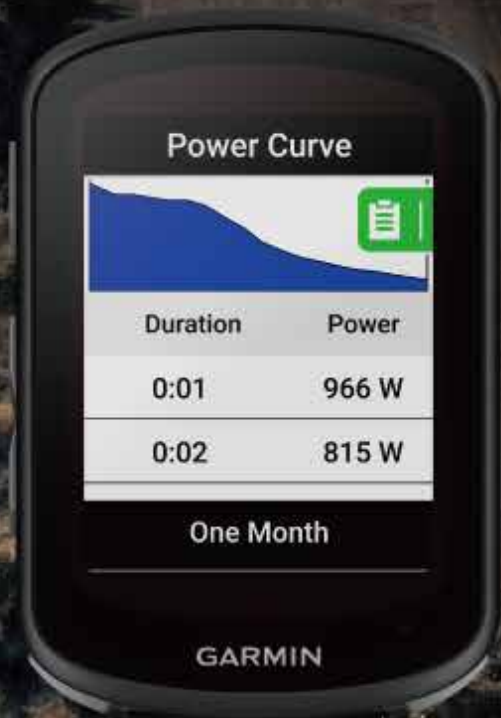 Power Curve
Duration Power
0:01 966 W
0:02 815 W
One Month
GARMIN